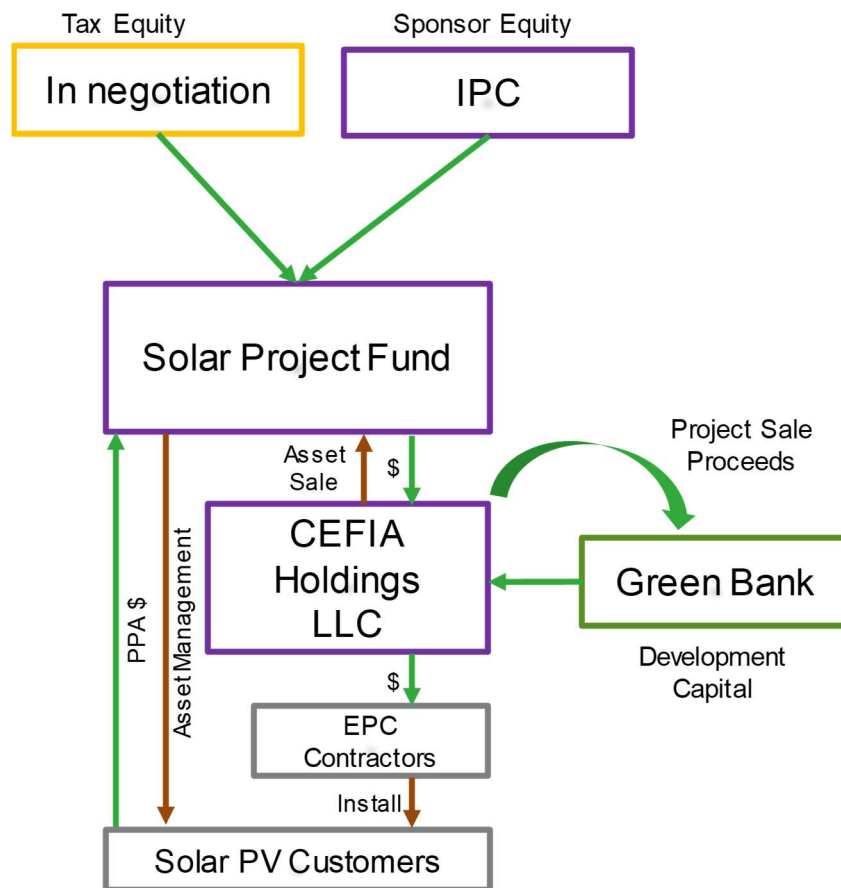 Tax Equity
Sponsor Equity
In negotiation
IPC
Solar Project Fund
Asset
Sale
$
Project Sale
Proceeds
CEFIA
Holdings
LLC
Green Bank
PPA $
Asset Management
Development
Capital
$
EPC
Contractors
Install
Solar PV Customers